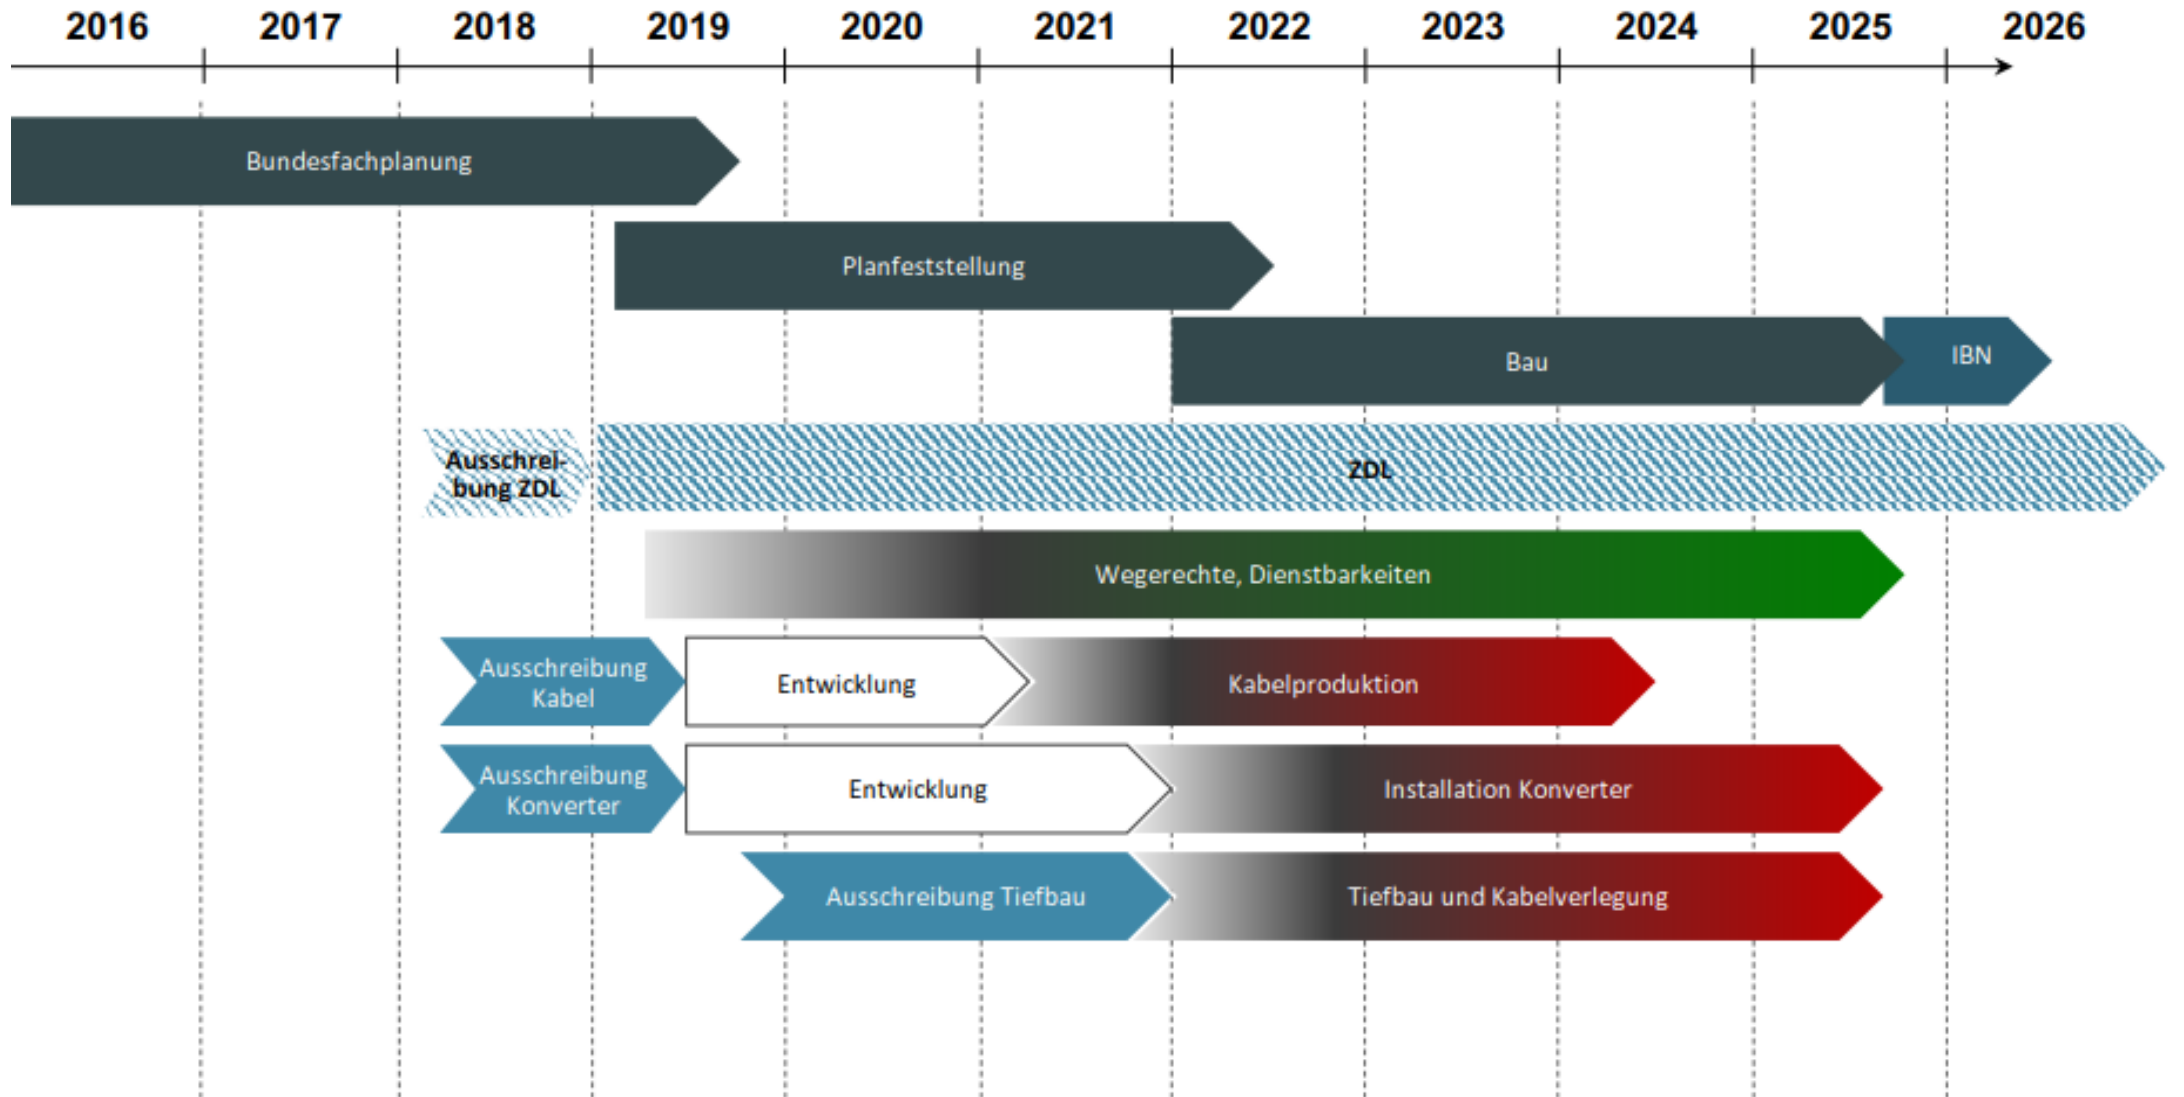 2016 2017 2018 2019 2020 2021 2022 2023 2024 2025 2026
Bundesfachplanung
Planfeststellung
Bau
IBN
Ausschrei-
bung ZDL
ZDL
Wegerechte, Dienstbarkeiten
Ausschreibung
Kabel
Entwicklung
Kabelproduktion
Ausschreibung
Konverter
Entwicklung
Installation Konverter
Ausschreibung Tiefbau
Tiefbau und Kabelverlegung